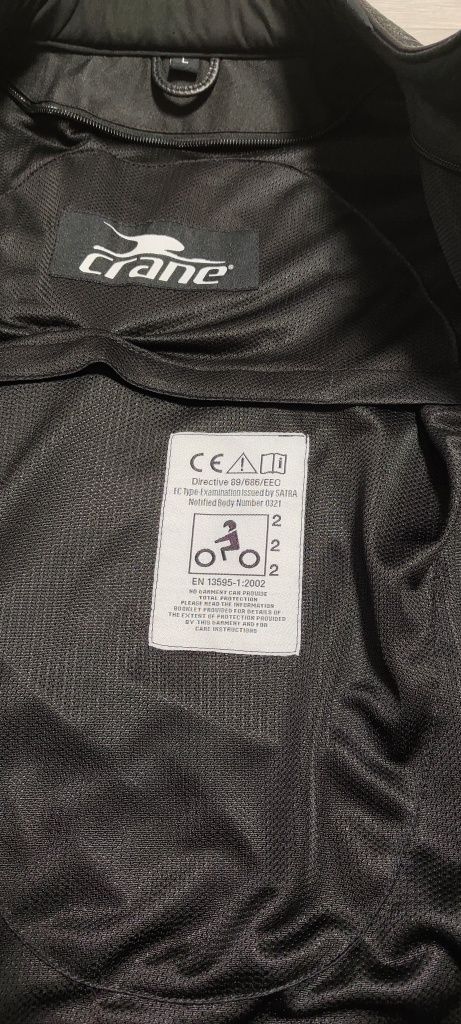 L
crane®
CE
Directive 89/686/EEC
EC Type-Examination Issued by SATRA
Notified Body Number 0321
2
2
2
EN 13595-1:2002
NO GARMENT CAN PROVIDE
TOTAL PROTECTION
PLEASE READ THE INFORMATION
BOOKLET PROVIDED FOR DETAILS OF
THE EXTENT OF PROTECTION PROVIDED
BY THIS GARMENT AND FOR
CARE INSTRUCTIONS